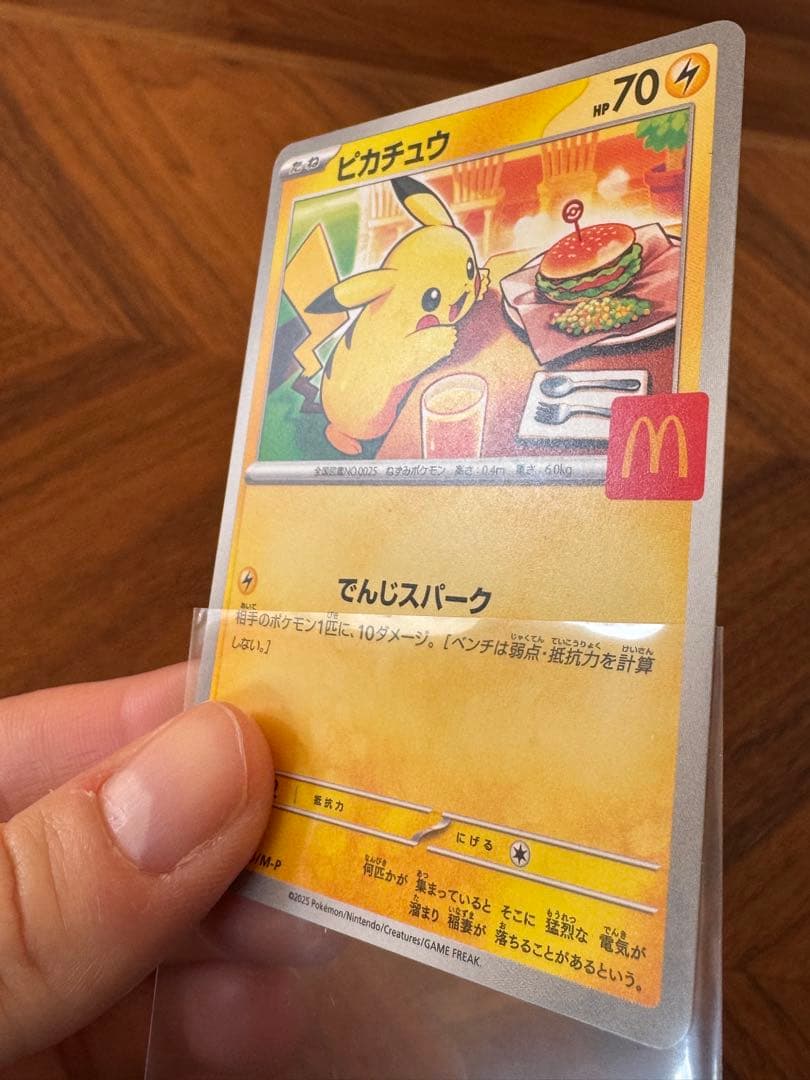 たね
ピカチュウ
HP 70
全国図鑑NO.0025 ねずみポケモン 高さ:0.4m 重さ:6.0kg
でんじスパーク
相手のポケモン1匹に、10ダメージ。[ベンチは弱点・抵抗力を計算
しない。]
2 抵抗力
にげる
/M-P
何匹かが 集まっていると そこに 猛烈な 電気が
溜まり 稲妻が 落ちることがあるという。
©2025 Pokémon/Nintendo/Creatures/GAME FREAK.